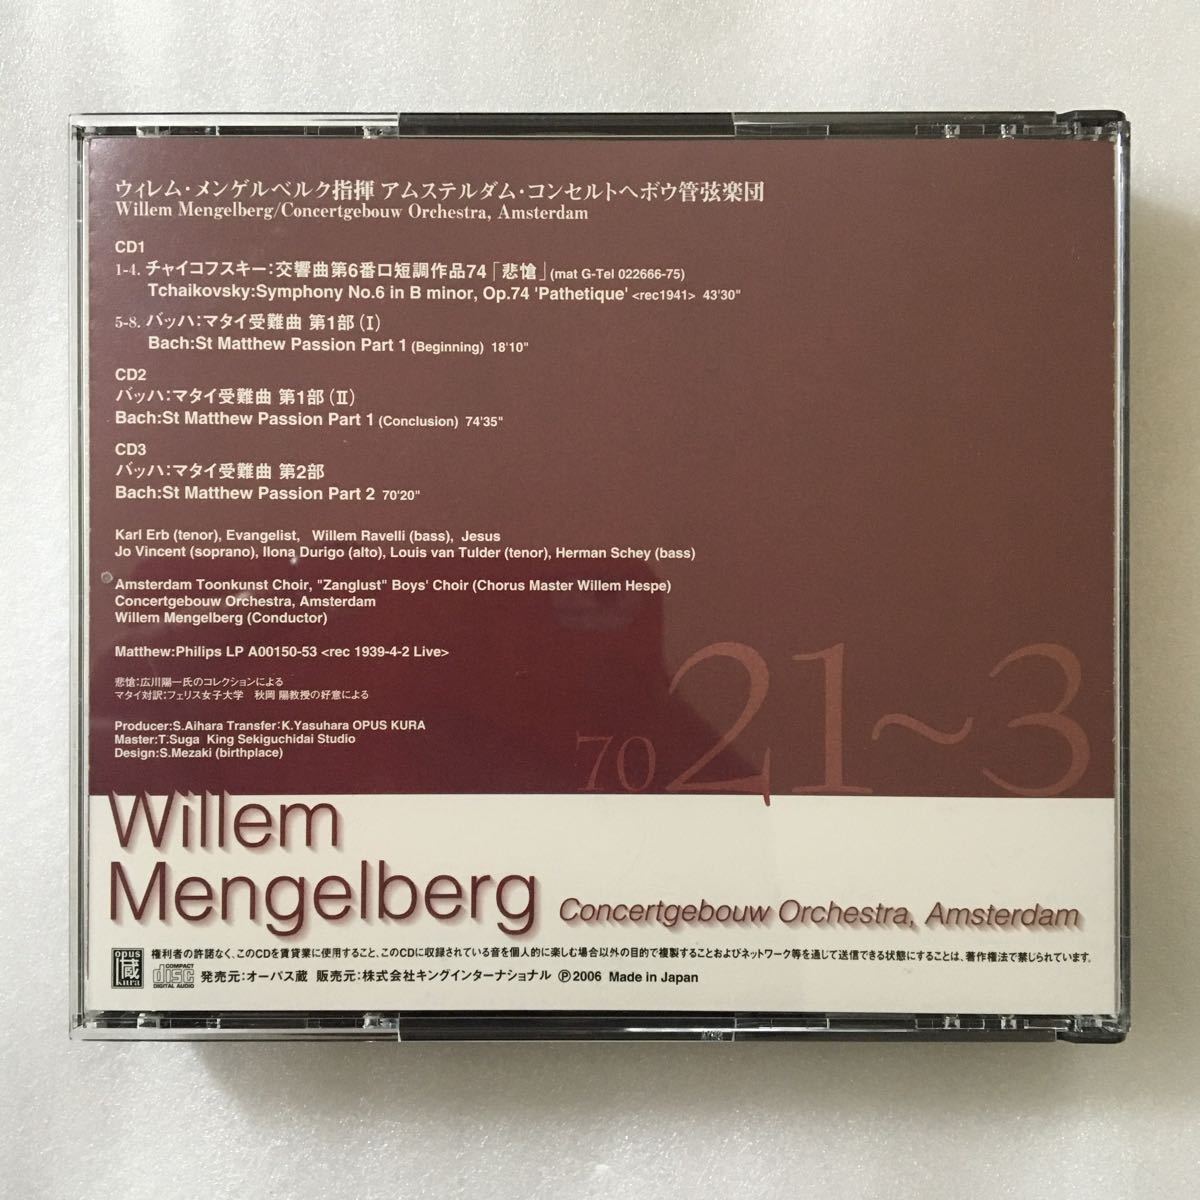 ウィレム・メンゲルベルク指揮 アムステルダム・コンセルトヘボウ管弦楽団
Willem Mengelberg/Concertgebouw Orchestra, Amsterdam
CD1
1-4. チャイコフスキー:交響曲第6番ロ短調作品74「悲愴」(mat G-Tel 022666-75)
Tchaikovsky:Symphony No.6 in B minor, Op.74 'Pathetique' <rec1941> 43'30"
5-8. バッハ:マタイ受難曲 第1部(I)
Bach:St Matthew Passion Part 1 (Beginning) 18'10"
CD2
バッハ:マタイ受難曲 第1部(II)
Bach:St Matthew Passion Part 1 (Conclusion) 74'35"
CD3
バッハ:マタイ受難曲 第2部
Bach:St Matthew Passion Part 2 70'20"
Karl Erb (tenor), Evangelist, Willem Ravelli (bass), Jesus
Jo Vincent (soprano), Ilona Durigo (alto), Louis van Tulder (tenor), Herman Schey (bass)
Amsterdam Toonkunst Choir, "Zanglust" Boys' Choir (Chorus Master Willem Hespe)
Concertgebouw Orchestra, Amsterdam
Willem Mengelberg (Conductor)
Matthew:Philips LP A00150-53 <rec 1939-4-2 Live>
悲愴:広川陽一氏のコレクションによる
マタイ対訳:フェリス女子大学 秋岡 陽教授の好意による
Producer:S.Aihara Transfer:K.Yasuhara OPUS KURA
Master:T.Suga King Sekiguchidai Studio
Design:S.Mezaki (birthplace)
70 21~3
Willem
Mengelberg Concertgebouw Orchestra, Amsterdam
opus 蔵 kura
権利者の許諾なく、このCDを賃貸業に使用すること、このCDに収録されている音を個人的に楽しむ場合以外の目的で複製することおよびネットワーク等を通じて送信できる状態にすることは、著作権法で禁じられています。
COMPACT disc DIGITAL AUDIO 発売元:オーパス蔵 販売元:株式会社キングインターナショナル Ⓟ2006 Made in Japan